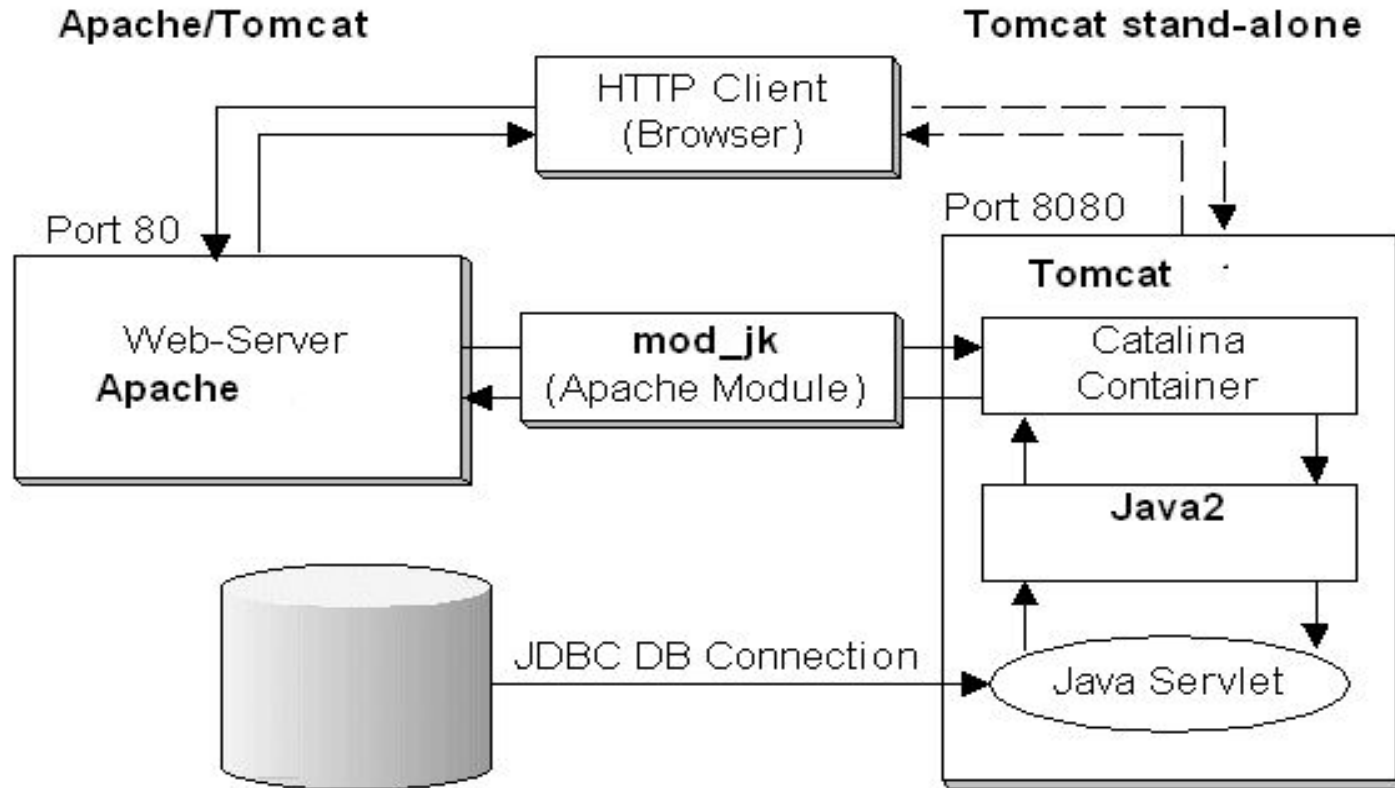 Apache/Tomcat
Tomcat stand-alone
HTTP Client
(Browser)
Port 80
Port 8080
Web-Server
Apache
mod_jk
(Apache Module)
Tomcat
Catalina
Container
Java2
JDBC DB Connection
Java Servlet